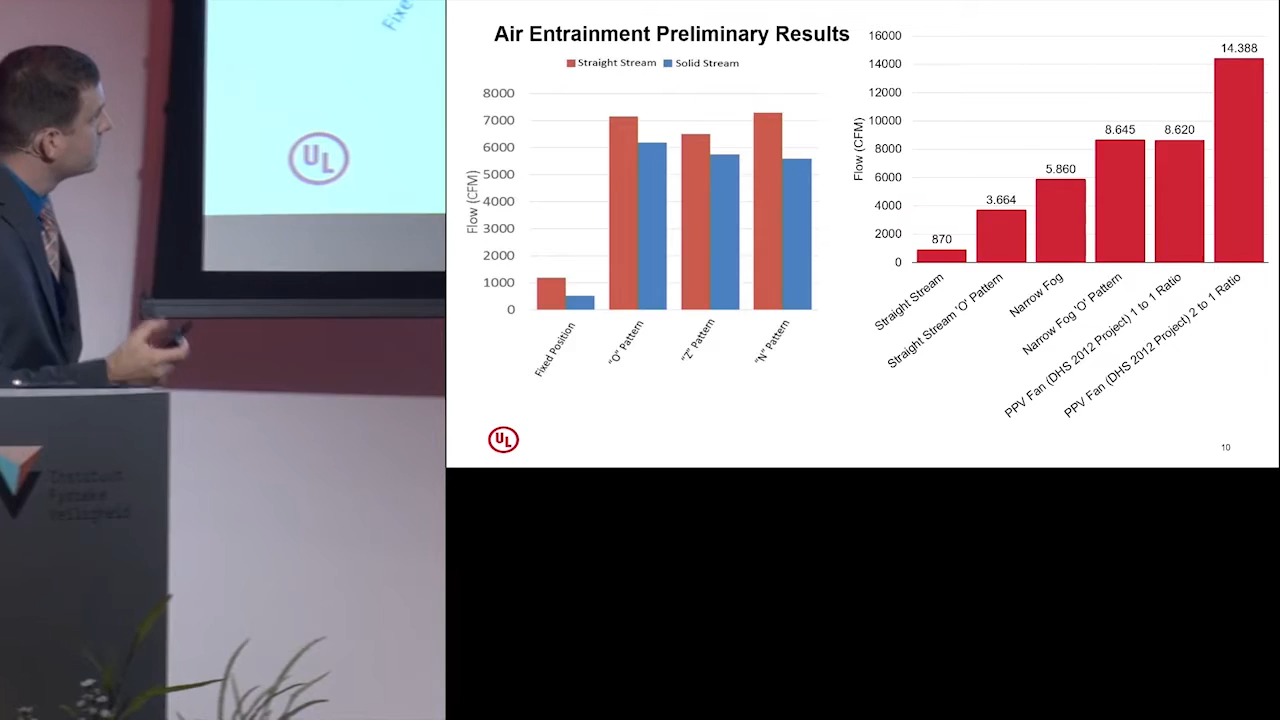 Fixe
UL
Instituut
Fysieke
Veiligheid
Air Entrainment Preliminary Results
Straight Stream
Solid Stream
Flow (CFM)
8000
7000
6000
5000
4000
3000
2000
1000
0
Fixed Position
"O" Pattern
"Z" Pattern
"N" Pattern
Flow (CFM)
16000
14000
12000
10000
8000
6000
4000
2000
0
870
3.664
5.860
8.645
8.620
14.388
Straight Stream
Straight Stream 'O' Pattern
Narrow Fog
Narrow Fog 'O' Pattern
PPV Fan (DHS 2012 Project) 1 to 1 Ratio
PPV Fan (DHS 2012 Project) 2 to 1 Ratio
UL
10